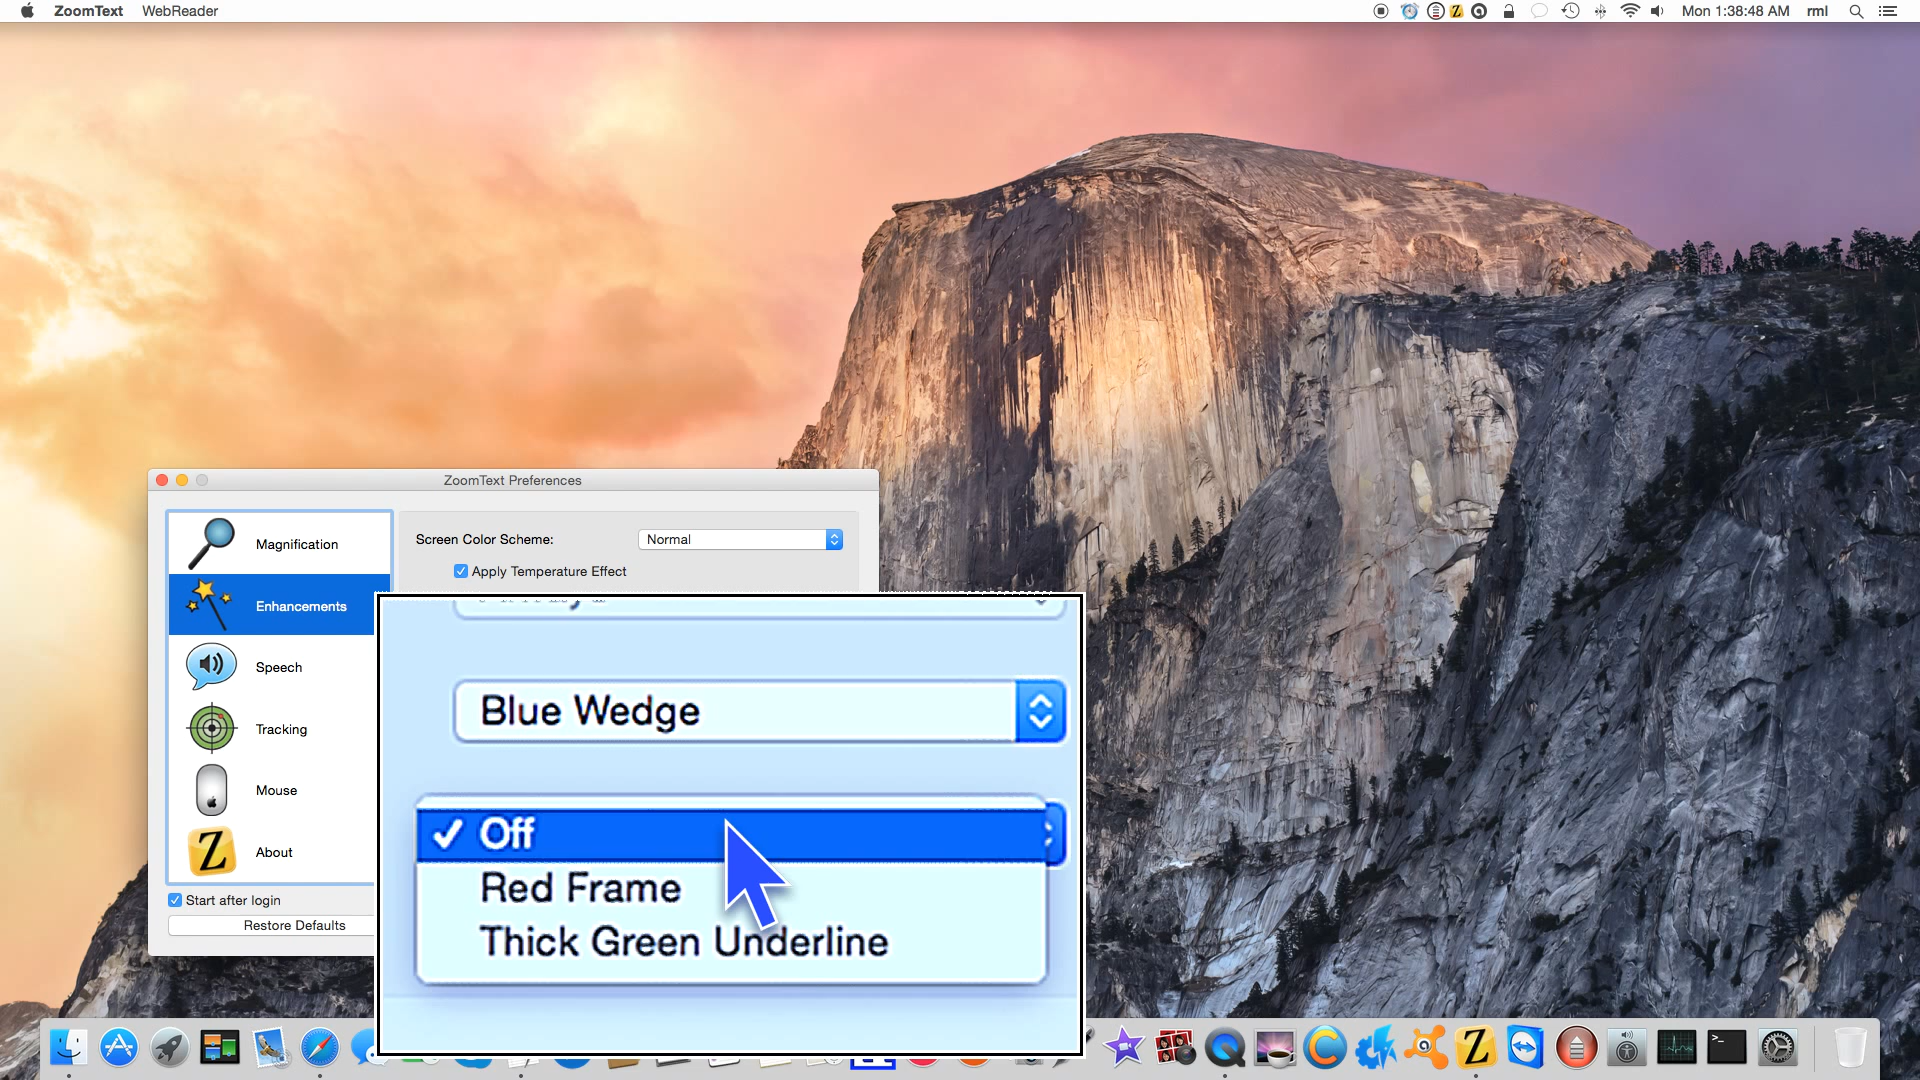 ZoomText WebReader
Mon 1:38:48 AM rml
ZoomText Preferences
Magnification
Enhancements
Speech
Tracking
Mouse
About
Start after login
Restore Defaults
Screen Color Scheme: Normal
Apply Temperature Effect
Blue Wedge
Off
Red Frame
Thick Green Underline